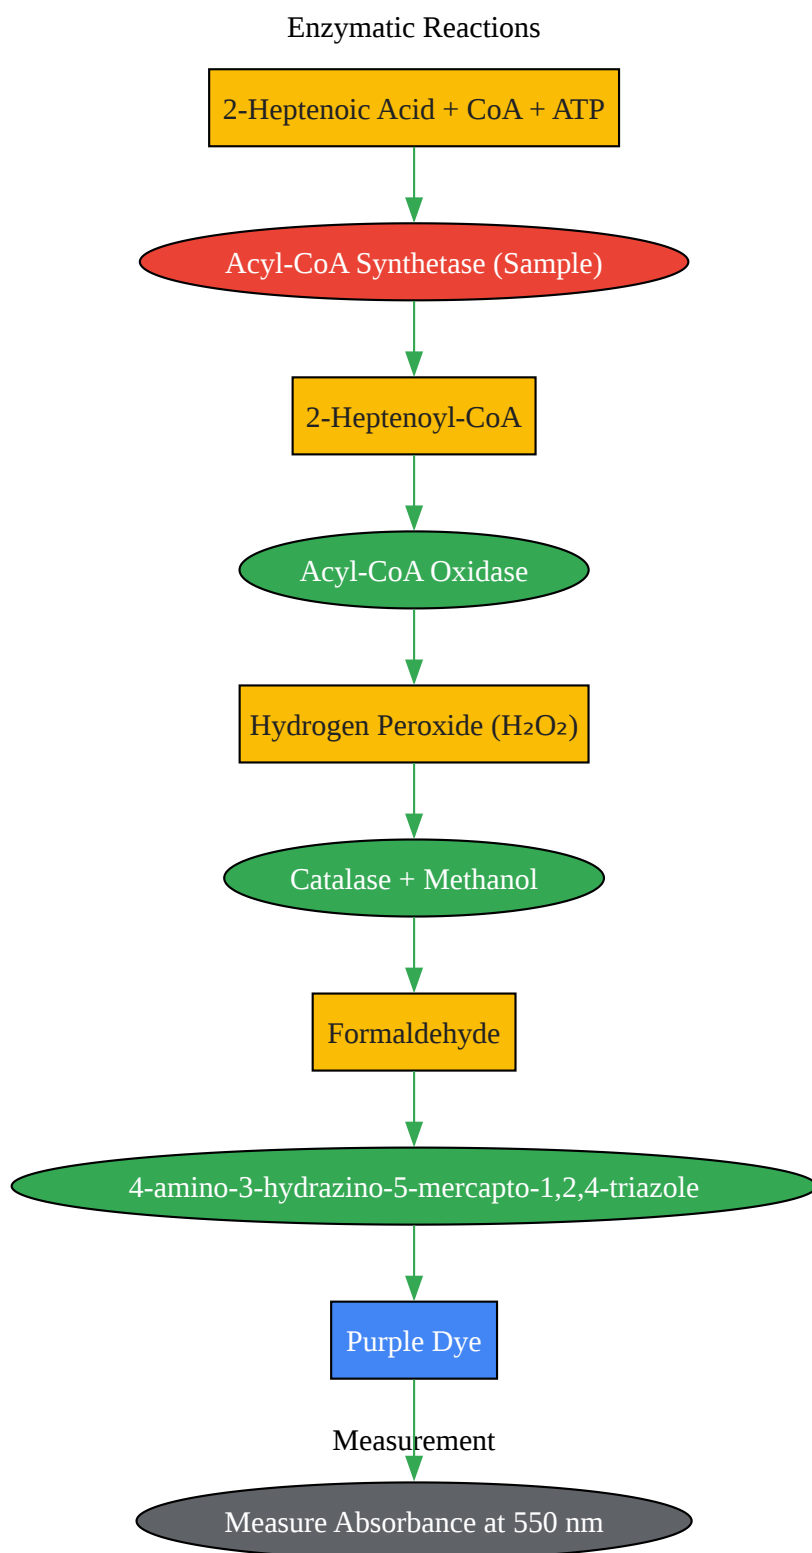 Enzymatic Reactions
2-Heptenoic Acid + CoA + ATP
Acyl-CoA Synthetase (Sample)
2-Heptenoyl-CoA
Acyl-CoA Oxidase
Hydrogen Peroxide (H₂O₂)
Catalase + Methanol
Formaldehyde
4-amino-3-hydrazino-5-mercapto-1,2,4-triazole
Purple Dye
Measurement
Measure Absorbance at 550 nm